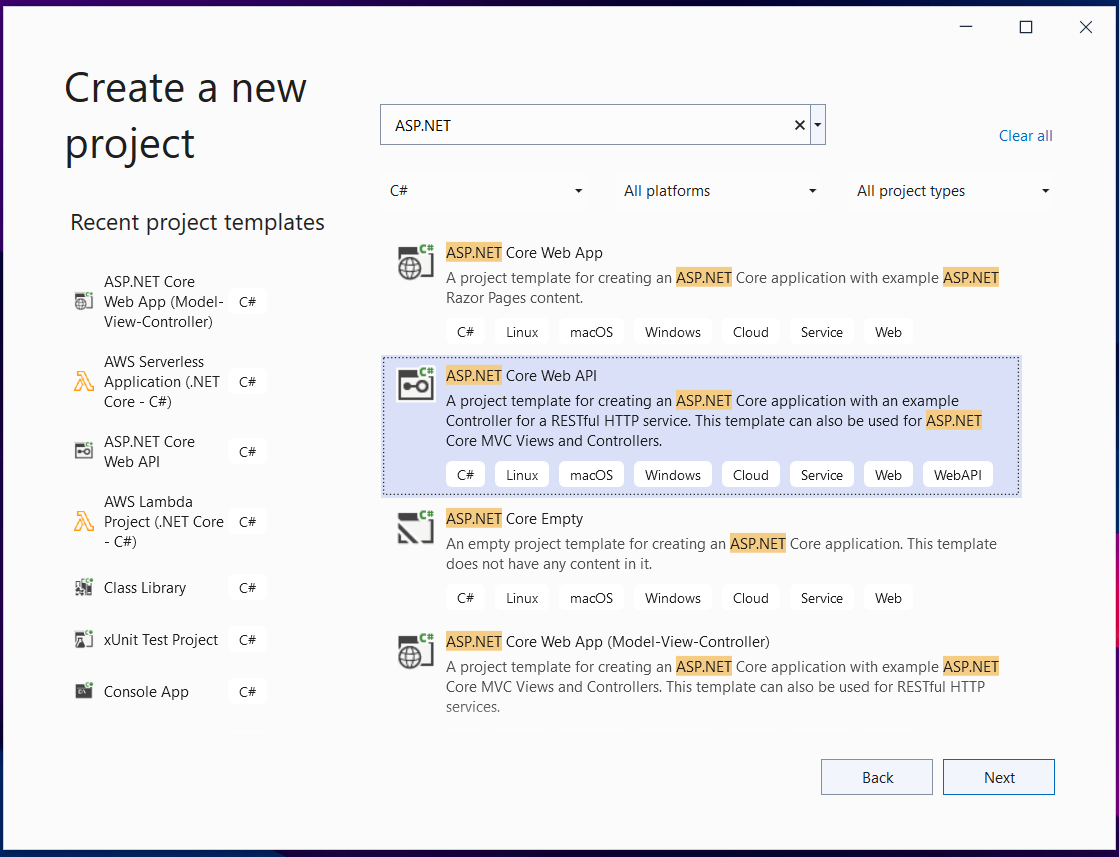 Create a new
project
Recent project templates
ASP.NET Core
Web App (Model-
View-Controller)
C#
AWS Serverless
Application (.NET
Core - C#)
C#
ASP.NET Core
Web API
C#
AWS Lambda
Project (.NET Core
- C#)
C#
Class Library
C#
xUnit Test Project
C#
Console App
C#
ASP.NET
Clear all
C#
All platforms
All project types
ASP.NET Core Web App
A project template for creating an ASP.NET Core application with example ASP.NET
Razor Pages content.
C# Linux macOS Windows Cloud Service Web
ASP.NET Core Web API
A project template for creating an ASP.NET Core application with an example
Controller for a RESTful HTTP service. This template can also be used for ASP.NET
Core MVC Views and Controllers.
C# Linux macOS Windows Cloud Service Web WebAPI
ASP.NET Core Empty
An empty project template for creating an ASP.NET Core application. This template
does not have any content in it.
C# Linux macOS Windows Cloud Service Web
ASP.NET Core Web App (Model-View-Controller)
A project template for creating an ASP.NET Core application with example ASP.NET
Core MVC Views and Controllers. This template can also be used for RESTful HTTP
services.
Back
Next